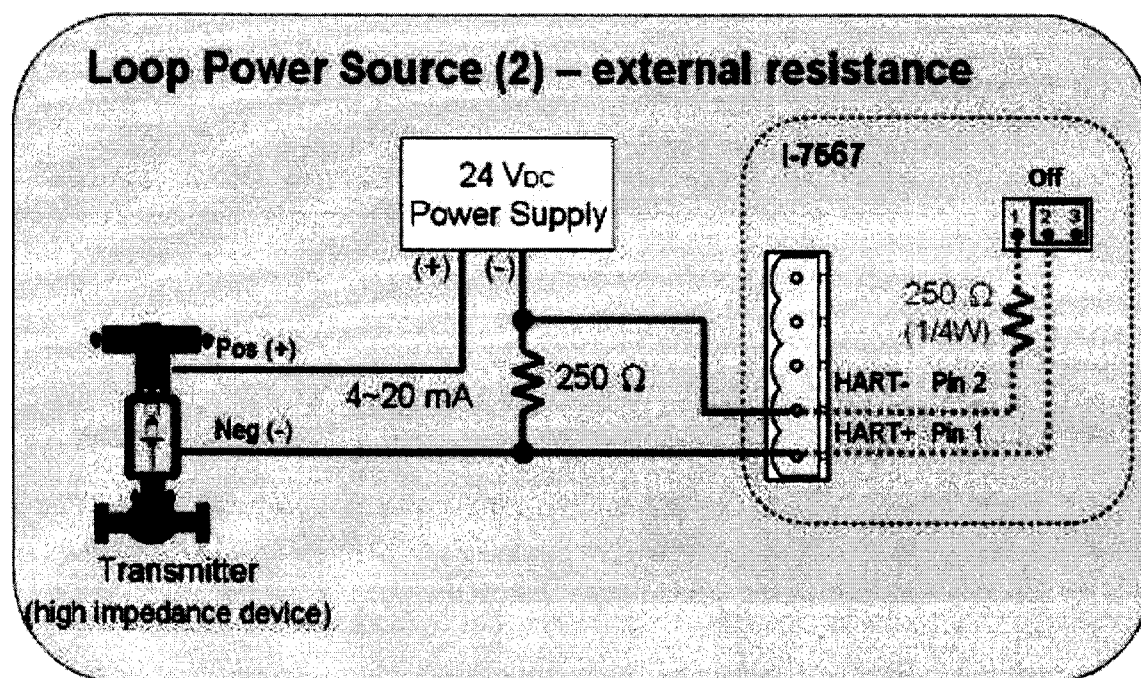 Loop Power Source (2) – external resistance
24 VDC
Power Supply
(+) (-)
I-7567
Off
1 2 3
250 Ω
(1/4W)
Pos (+)
4~20 mA
250 Ω
HART- Pin 2
Neg (-)
HART+ Pin 1
Transmitter
(high impedance device)